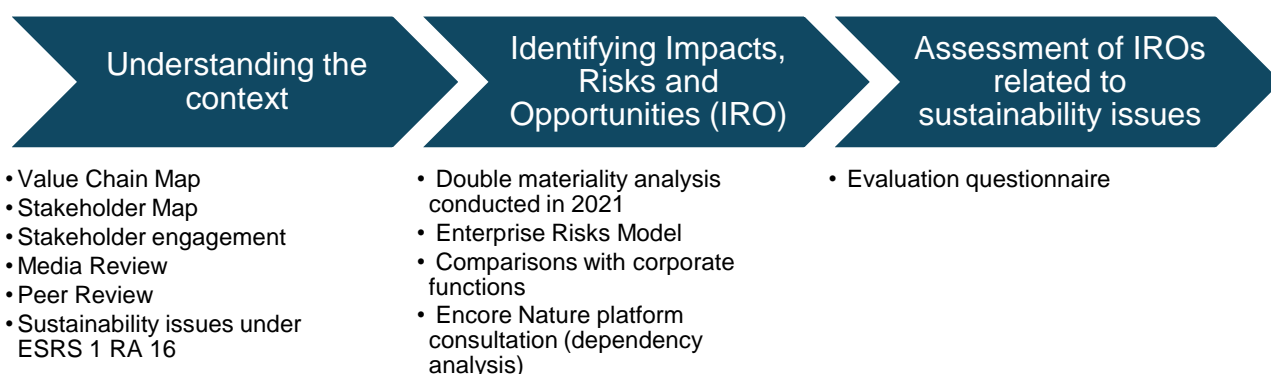 Understanding the
context
• Value Chain Map
• Stakeholder Map
• Stakeholder engagement
• Media Review
• Peer Review
• Sustainability issues under
ESRS 1 RA 16
Identifying Impacts,
Risks and
Opportunities (IRO)
• Double materiality analysis
conducted in 2021
• Enterprise Risks Model
• Comparisons with corporate
functions
• Encore Nature platform
consultation (dependency
analysis)
Assessment of IROs
related to
sustainability issues
• Evaluation questionnaire